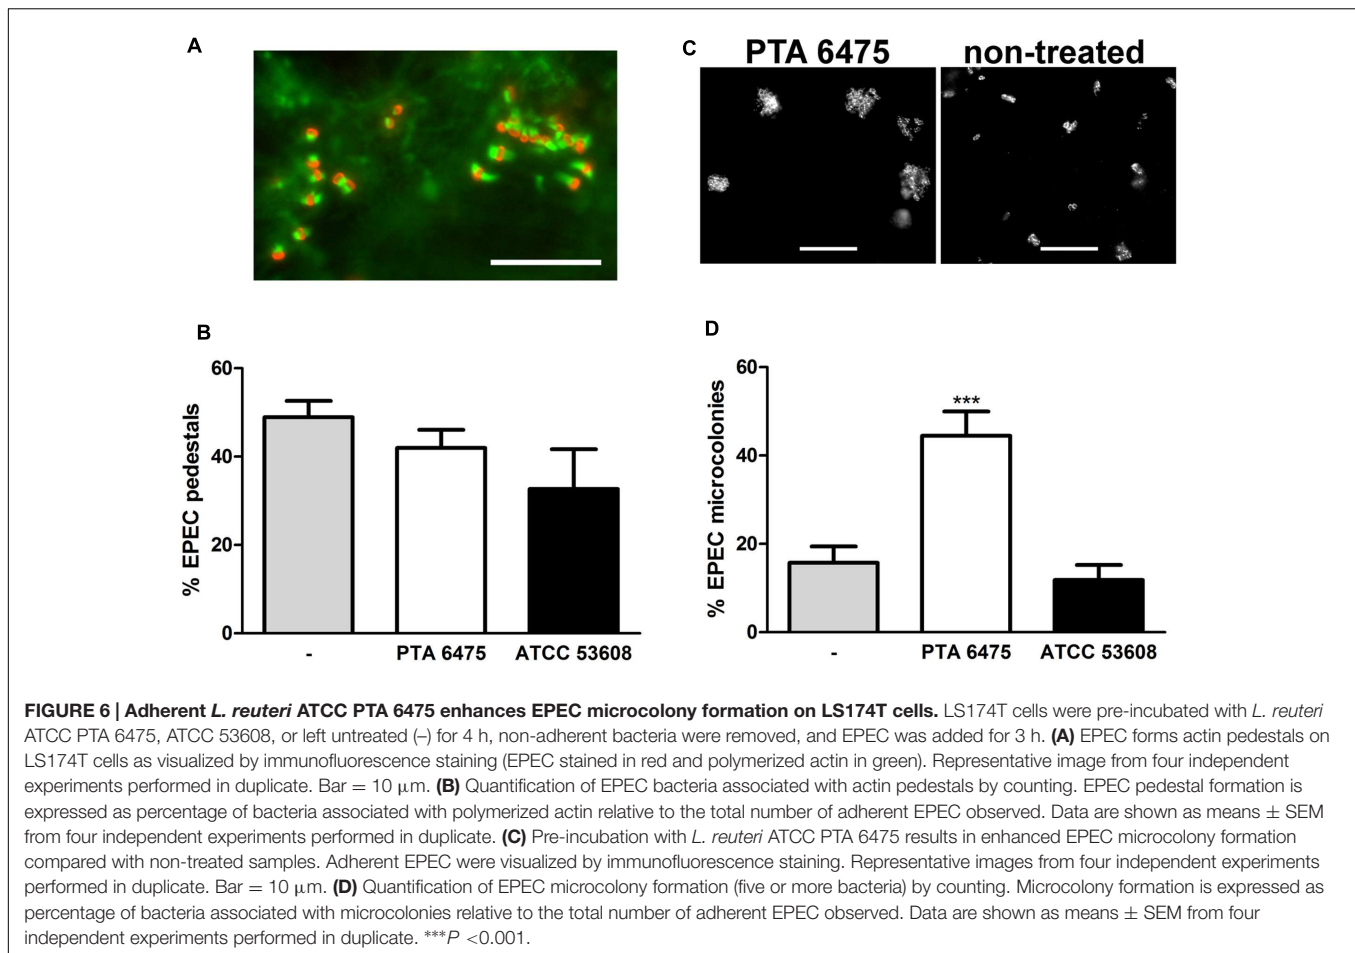 A
C
PTA 6475
non-treated
B
% EPEC pedestals
60
40
20
0
-
PTA 6475
ATCC 53608
D
% EPEC microcolonies
60
40
20
0
***
-
PTA 6475
ATCC 53608
FIGURE 6 | Adherent L. reuteri ATCC PTA 6475 enhances EPEC microcolony formation on LS174T cells. LS174T cells were pre-incubated with L. reuteri
ATCC PTA 6475, ATCC 53608, or left untreated (–) for 4 h, non-adherent bacteria were removed, and EPEC was added for 3 h. (A) EPEC forms actin pedestals on
LS174T cells as visualized by immunofluorescence staining (EPEC stained in red and polymerized actin in green). Representative image from four independent
experiments performed in duplicate. Bar = 10 μm. (B) Quantification of EPEC bacteria associated with actin pedestals by counting. EPEC pedestal formation is
expressed as percentage of bacteria associated with polymerized actin relative to the total number of adherent EPEC observed. Data are shown as means ± SEM
from four independent experiments performed in duplicate. (C) Pre-incubation with L. reuteri ATCC PTA 6475 results in enhanced EPEC microcolony formation
compared with non-treated samples. Adherent EPEC were visualized by immunofluorescence staining. Representative images from four independent experiments
performed in duplicate. Bar = 10 μm. (D) Quantification of EPEC microcolony formation (five or more bacteria) by counting. Microcolony formation is expressed as
percentage of bacteria associated with microcolonies relative to the total number of adherent EPEC observed. Data are shown as means ± SEM from four
independent experiments performed in duplicate. ***P <0.001.